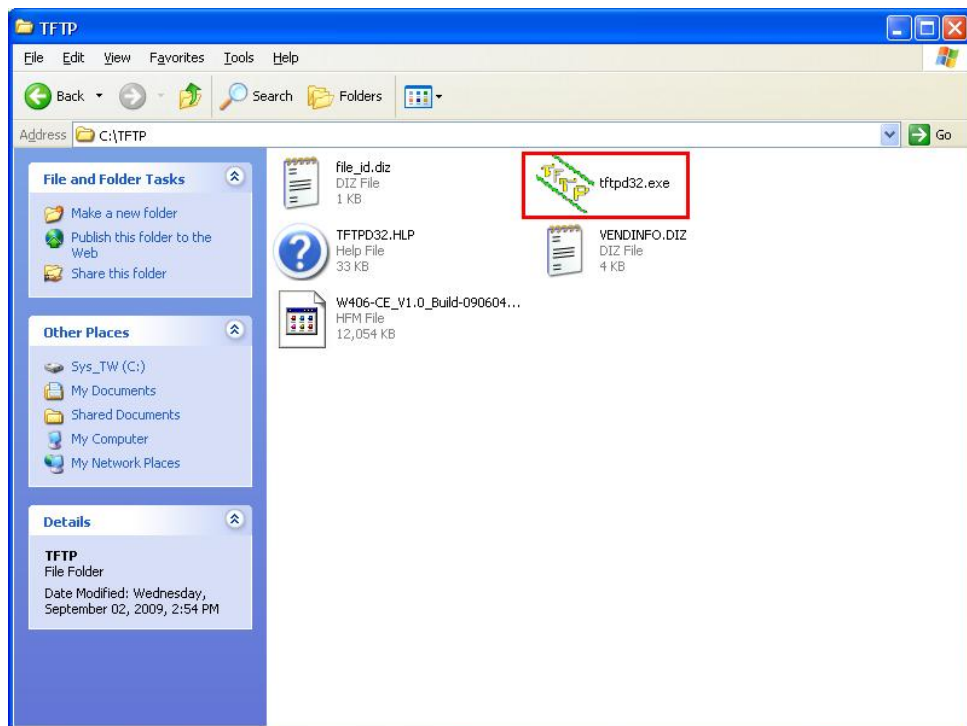 TFTP
File Edit View Favorites Tools Help
Back Search Folders
Address C:\TFTP Go
File and Folder Tasks
Make a new folder
Publish this folder to the
Web
Share this folder
Other Places
Sys_TW (C:)
My Documents
Shared Documents
My Computer
My Network Places
Details
TFTP
File Folder
Date Modified: Wednesday,
September 02, 2009, 2:54 PM
file_id.diz
DIZ File
1 KB
TFTP
tftpd32.exe
TFTPD32.HLP
Help File
33 KB
VENDINFO.DIZ
DIZ File
4 KB
W406-CE_V1.0_Build-090604...
HFM File
12,054 KB